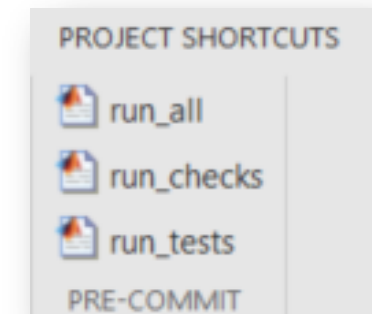 PROJECT SHORTCUTS
run_all
run_checks
run_tests
PRE-COMMIT